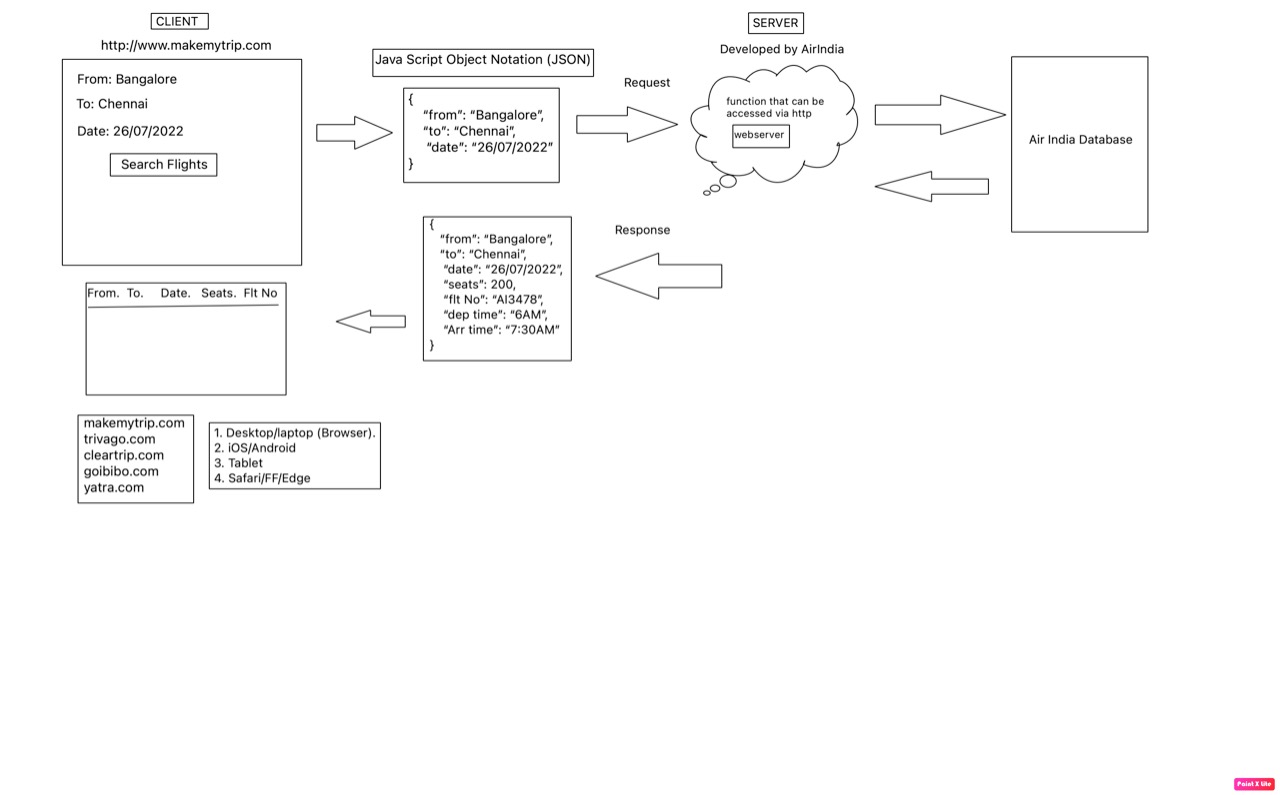 CLIENT
http://www.makemytrip.com
From: Bangalore
To: Chennai
Date: 26/07/2022
Search Flights
Java Script Object Notation (JSON)
{
“from”: “Bangalore”,
“to”: “Chennai”,
“date”: “26/07/2022”
}
Request
SERVER
Developed by AirIndia
function that can be
accessed via http
webserver
Air India Database
Response
{
“from”: “Bangalore”,
“to”: “Chennai”,
“date”: “26/07/2022”,
“seats”: 200,
“flt No”: “AI3478”,
“dep time”: “6AM”,
“Arr time”: “7:30AM”
}
From. To. Date. Seats. Flt No
makemytrip.com
trivago.com
cleartrip.com
goibibo.com
yatra.com
1. Desktop/laptop (Browser).
2. iOS/Android
3. Tablet
4. Safari/FF/Edge
Paint X lite